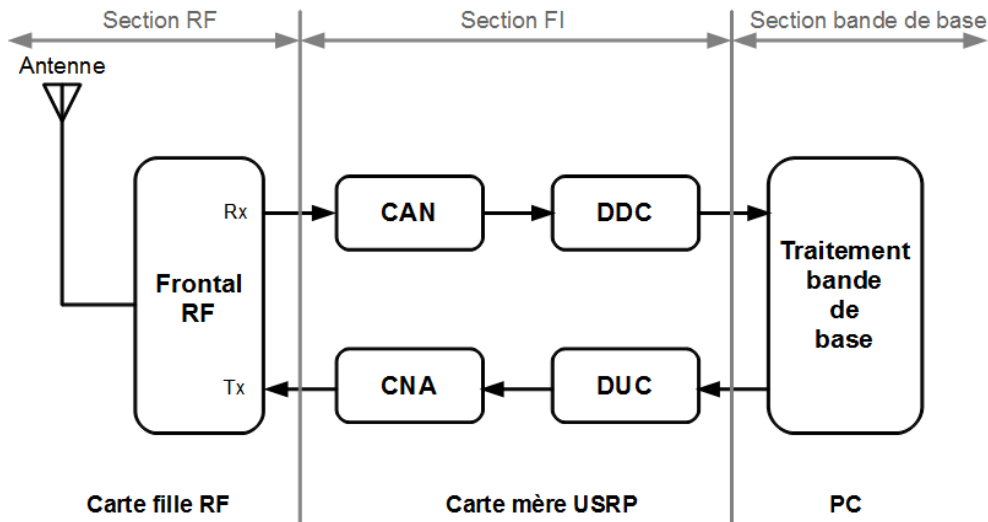 Section RF
Section FI
Section bande de base
Antenne
Rx
CAN
DDC
Frontal
RF
Traitement
bande
de
base
Tx
CNA
DUC
Carte fille RF
Carte mère USRP
PC